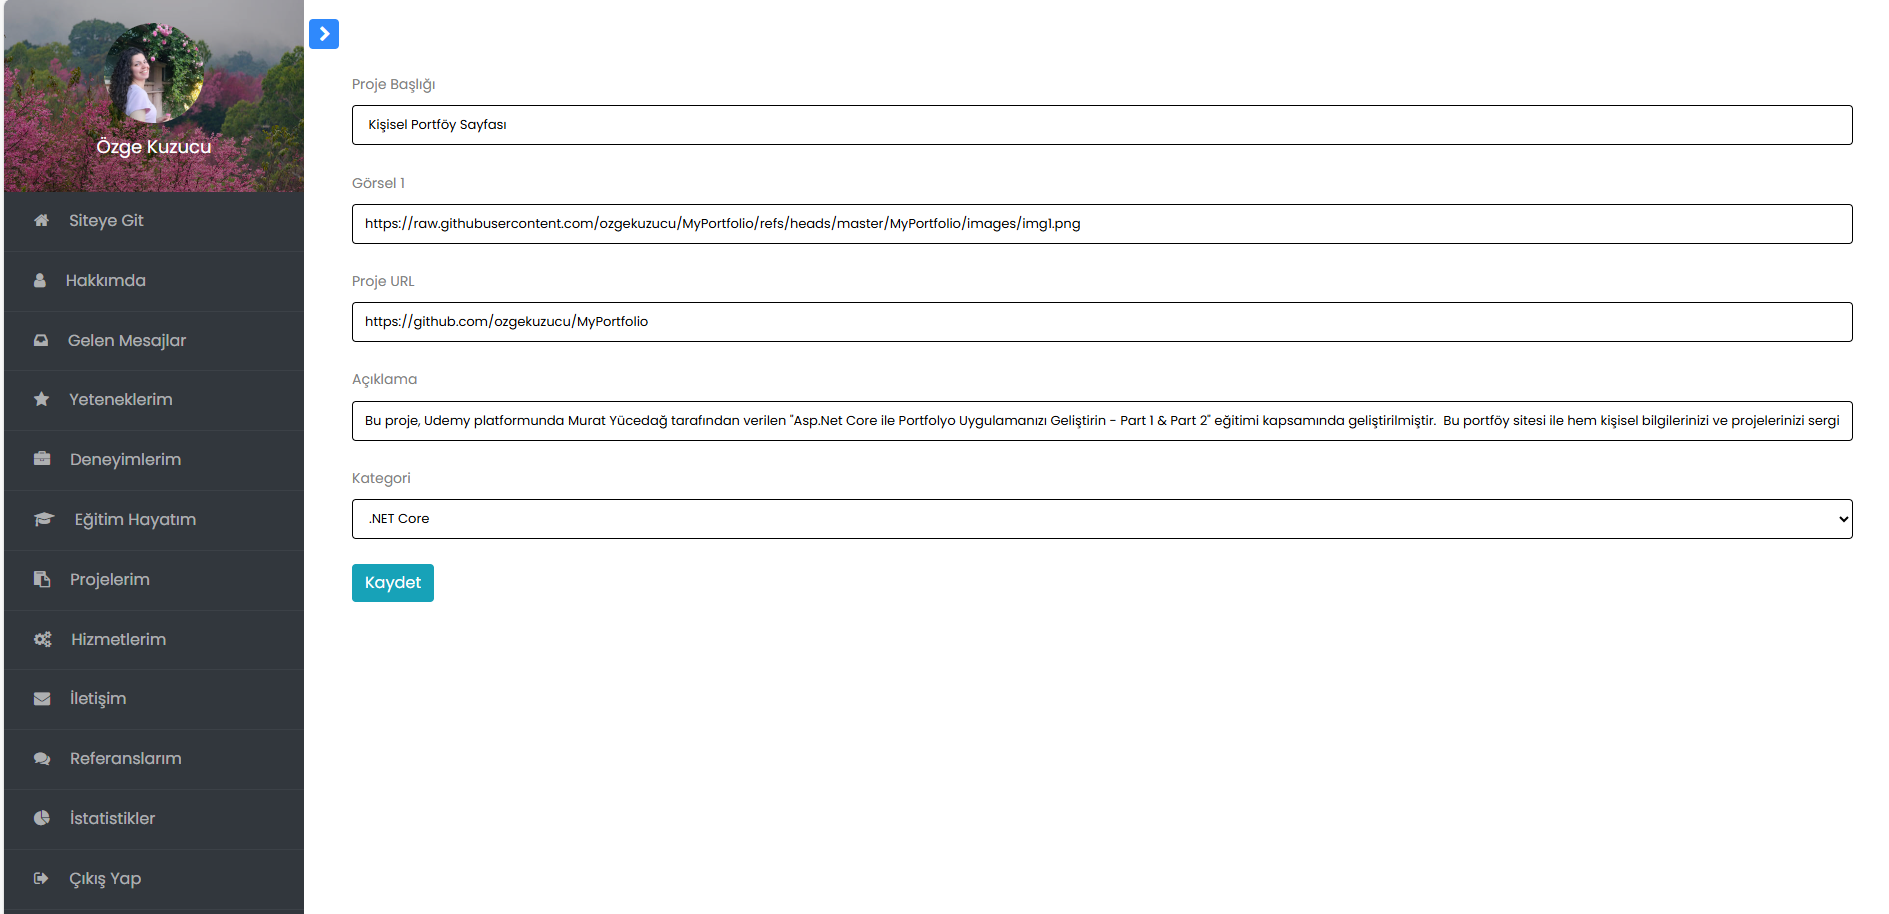 Özge Kuzucu
Siteye Git
Hakkımda
Gelen Mesajlar
Yeteneklerim
Deneyimlerim
Eğitim Hayatım
Projelerim
Hizmetlerim
İletişim
Referanslarım
İstatistikler
Çıkış Yap
Proje Başlığı
Kişisel Portföy Sayfası
Görsel 1
https://raw.githubusercontent.com/ozgekuzucu/MyPortfolio/refs/heads/master/MyPortfolio/images/img1.png
Proje URL
https://github.com/ozgekuzucu/MyPortfolio
Açıklama
Bu proje, Udemy platformunda Murat Yücedağ tarafından verilen "Asp.Net Core ile Portfolyo Uygulamanızı Geliştirin - Part 1 & Part 2" eğitimi kapsamında geliştirilmiştir.  Bu portföy sitesi ile hem kişisel bilgilerinizi ve projelerinizi sergi
Kategori
.NET Core
Kaydet